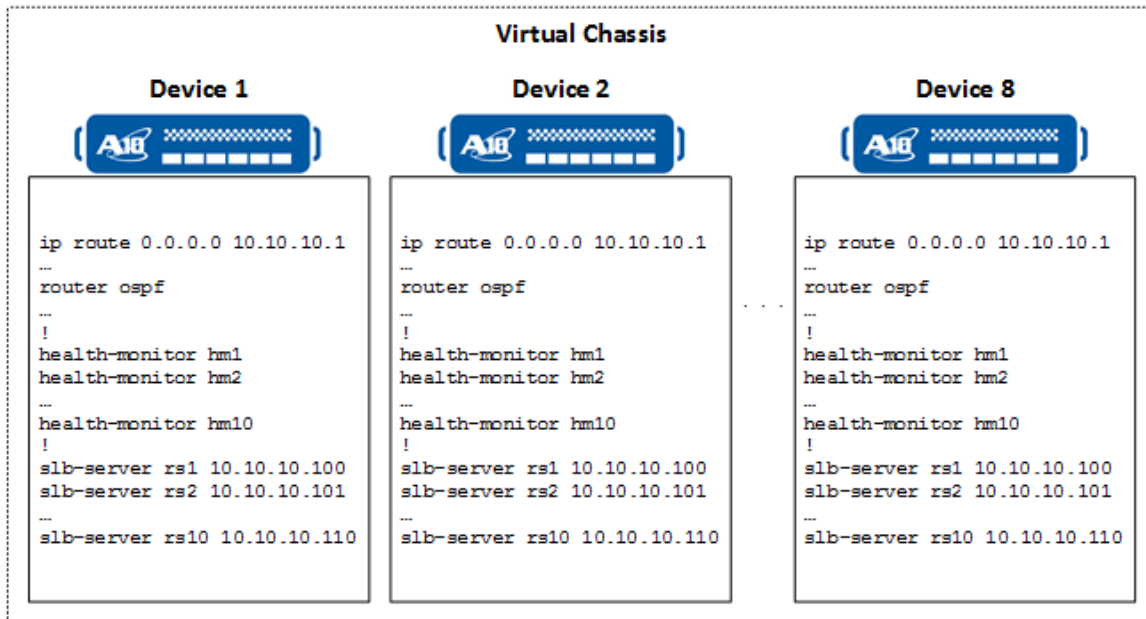 Virtual Chassis
Device 1
A10
ip route 0.0.0.0 10.10.10.1
…
router ospf
…
!
health-monitor hm1
health-monitor hm2
…
health-monitor hm10
!
slb-server rs1 10.10.10.100
slb-server rs2 10.10.10.101
…
slb-server rs10 10.10.10.110
Device 2
A10
ip route 0.0.0.0 10.10.10.1
…
router ospf
…
!
health-monitor hm1
health-monitor hm2
…
health-monitor hm10
!
slb-server rs1 10.10.10.100
slb-server rs2 10.10.10.101
…
slb-server rs10 10.10.10.110
. . .
Device 8
A10
ip route 0.0.0.0 10.10.10.1
…
router ospf
…
!
health-monitor hm1
health-monitor hm2
…
health-monitor hm10
!
slb-server rs1 10.10.10.100
slb-server rs2 10.10.10.101
…
slb-server rs10 10.10.10.110